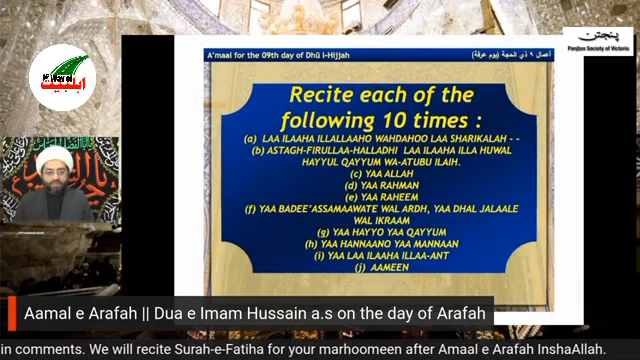 پنجتن
Panjton Society of Victoria
A'maal for the 09th day of Dhū l-Hijjah
أعمال ٩ ذي الحجة (يوم عرفة)
Way of
اہلبیت
Recite each of the
following 10 times :
(a) LAA ILAAHA ILLALLAAHO WAHDAHOO LAA SHARIKALAH - -
(b) ASTAGH-FIRULLAA-HALLADHI LAA ILAAHA ILLA HUWAL
HAYYUL QAYYUM WA-ATUBU ILAIH.
(c) YAA ALLAH
(d) YAA RAHMAN
(e) YAA RAHEEM
(f) YAA BADEE'ASSAMAAWATE WAL ARDH, YAA DHAL JALAALE
WAL IKRAAM
(g) YAA HAYYO YAA QAYYUM
(h) YAA HANNAANO YAA MANNAAN
(i) YAA LAA ILAAHA ILLAA-ANT
(j) AAMEEN
Aamal e Arafah || Dua e Imam Hussain a.s on the day of Arafah
in comments. We will recite Surah-e-Fatiha for your marhoomeen after Amaal e Arafah InshaAllah.